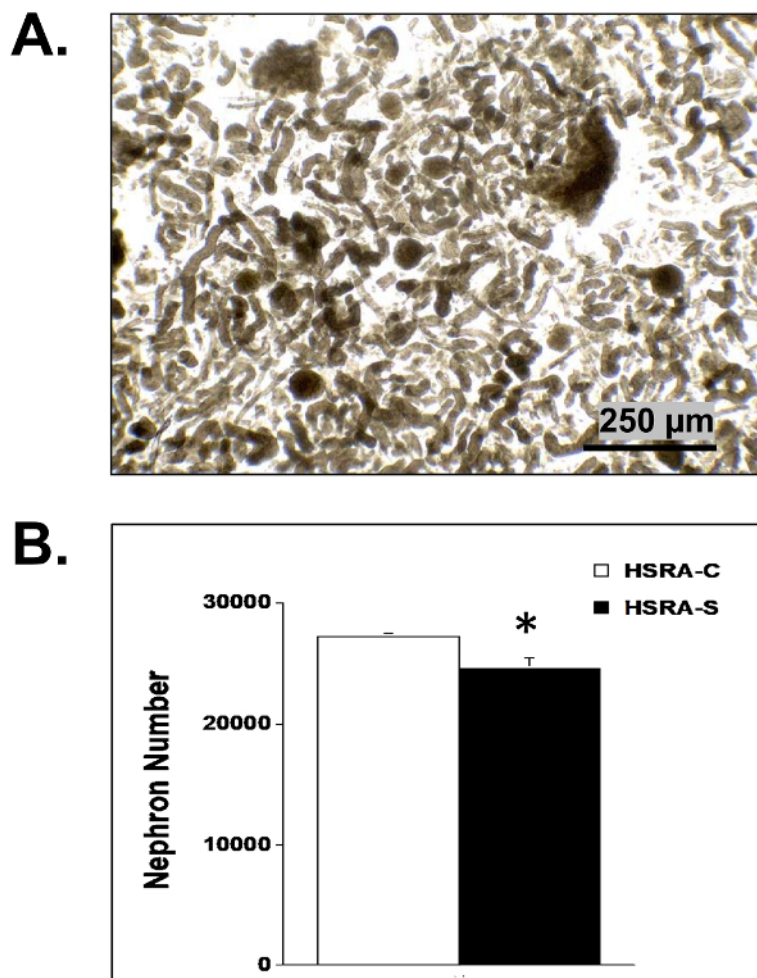 A.
250 µm
B.
HSRA-C
HSRA-S
*
30000
20000
10000
0
Nephron Number